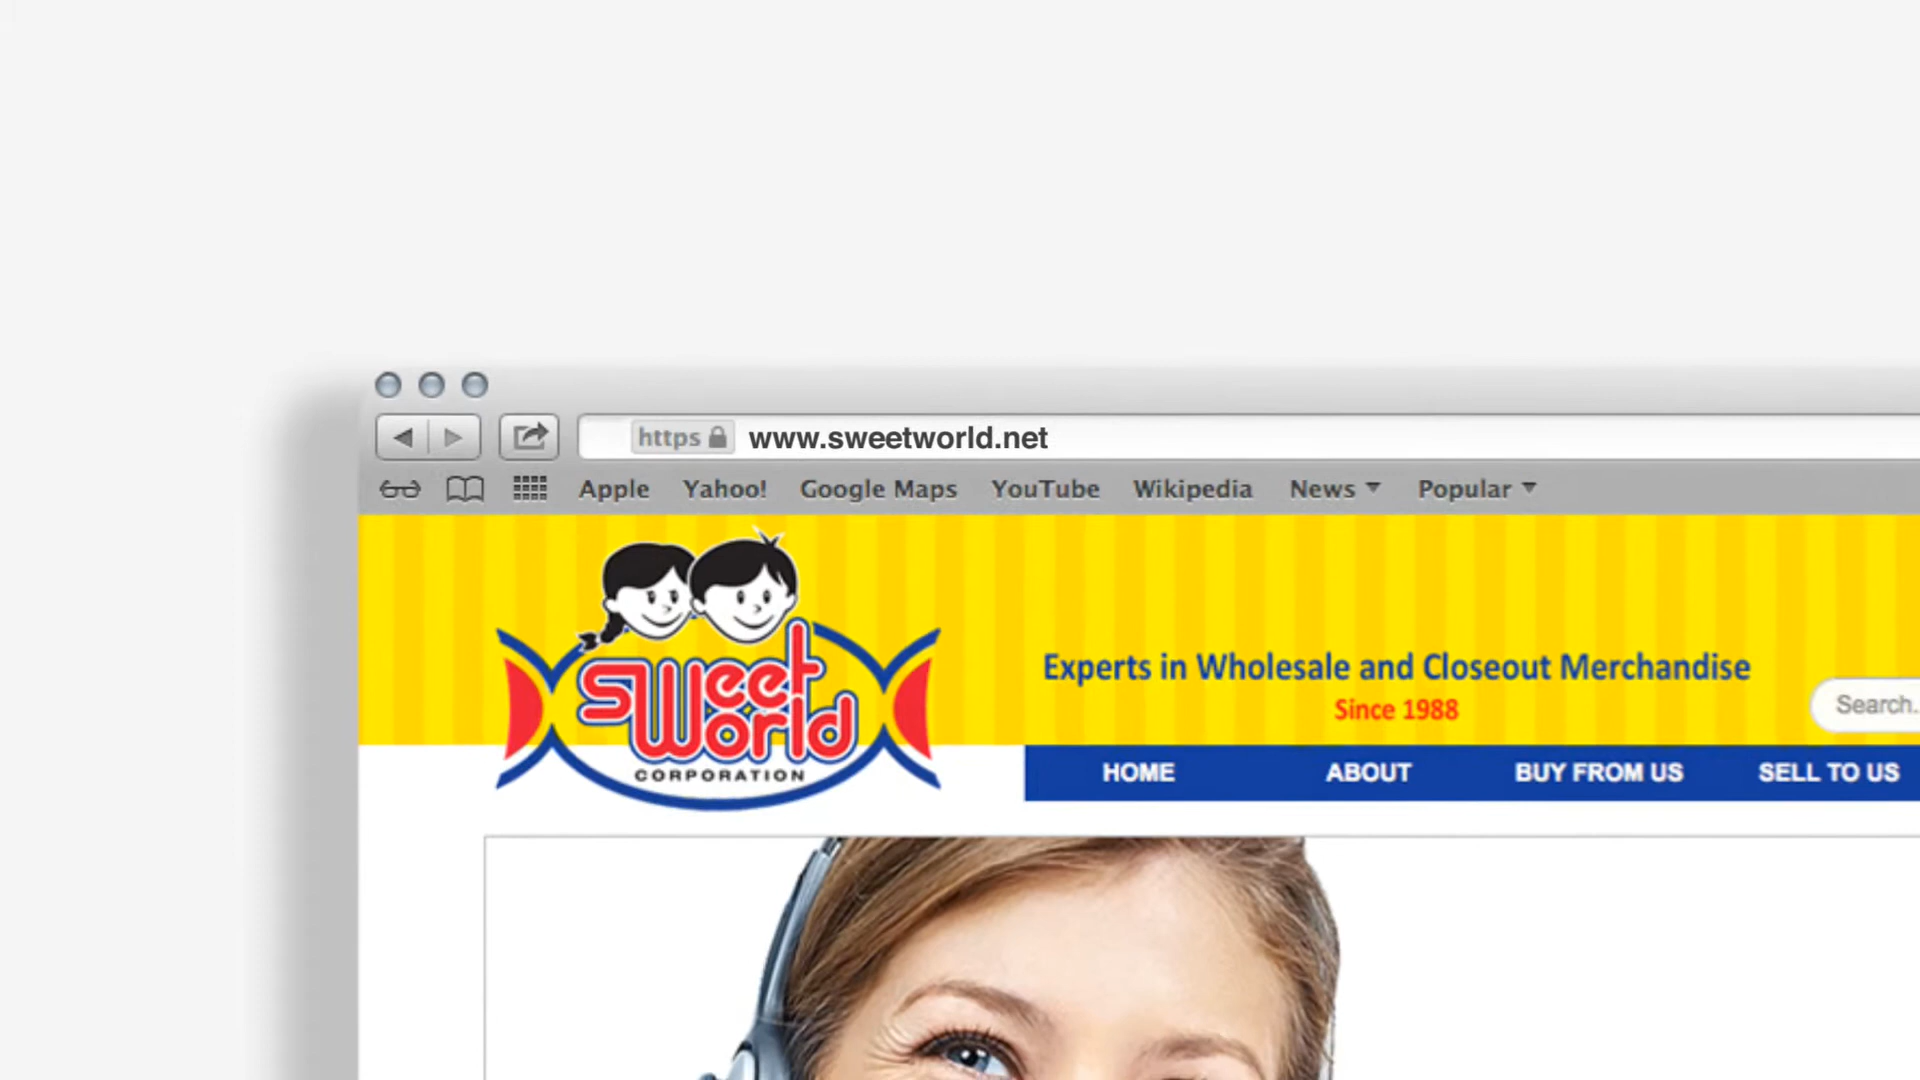 https www.sweetworld.net
Apple Yahoo! Google Maps YouTube Wikipedia News Popular
sweet
world
CORPORATION
Experts in Wholesale and Closeout Merchandise
Since 1988
Search.
HOME ABOUT BUY FROM US SELL TO US